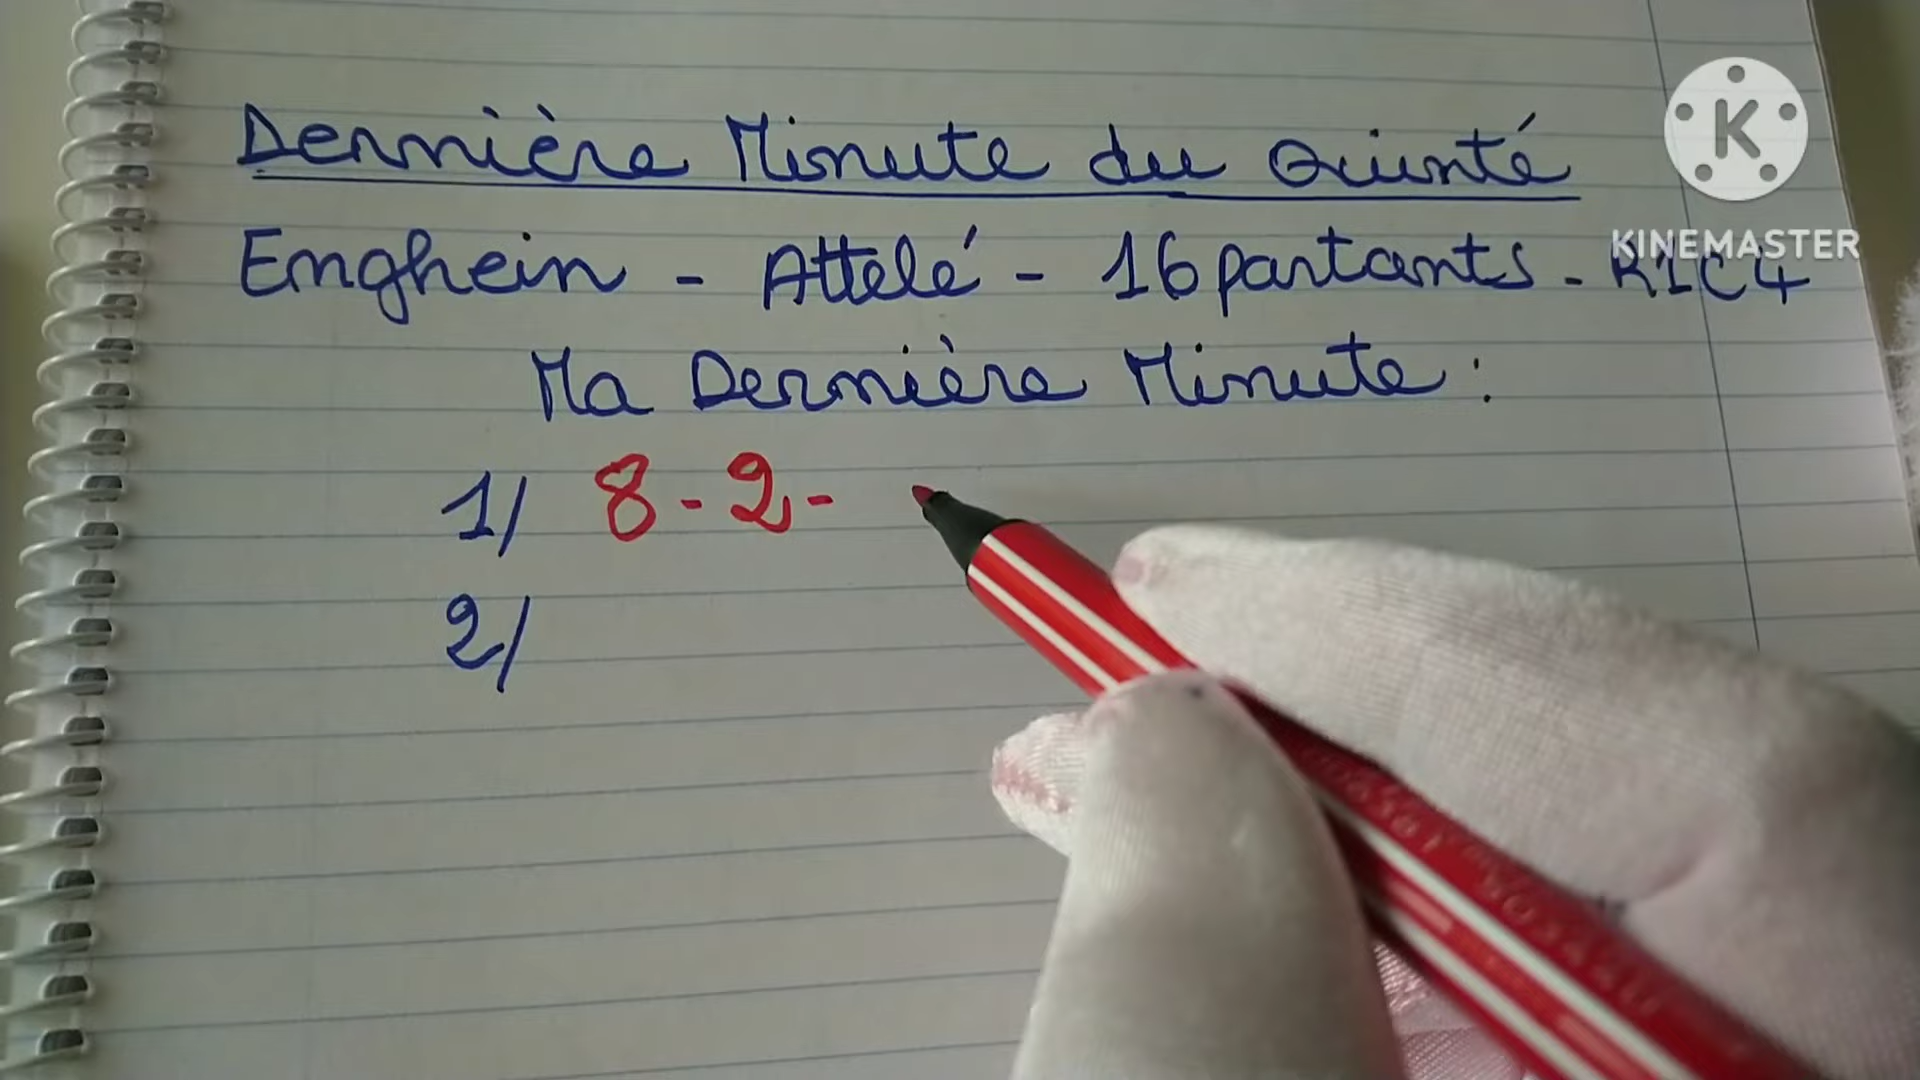 Dernière Minute du Quinté
Enghein - Attelé - 16 partants - R1C4
Ma Dernière Minute :
1/ 8 - 2 -
2/
KINEMASTER